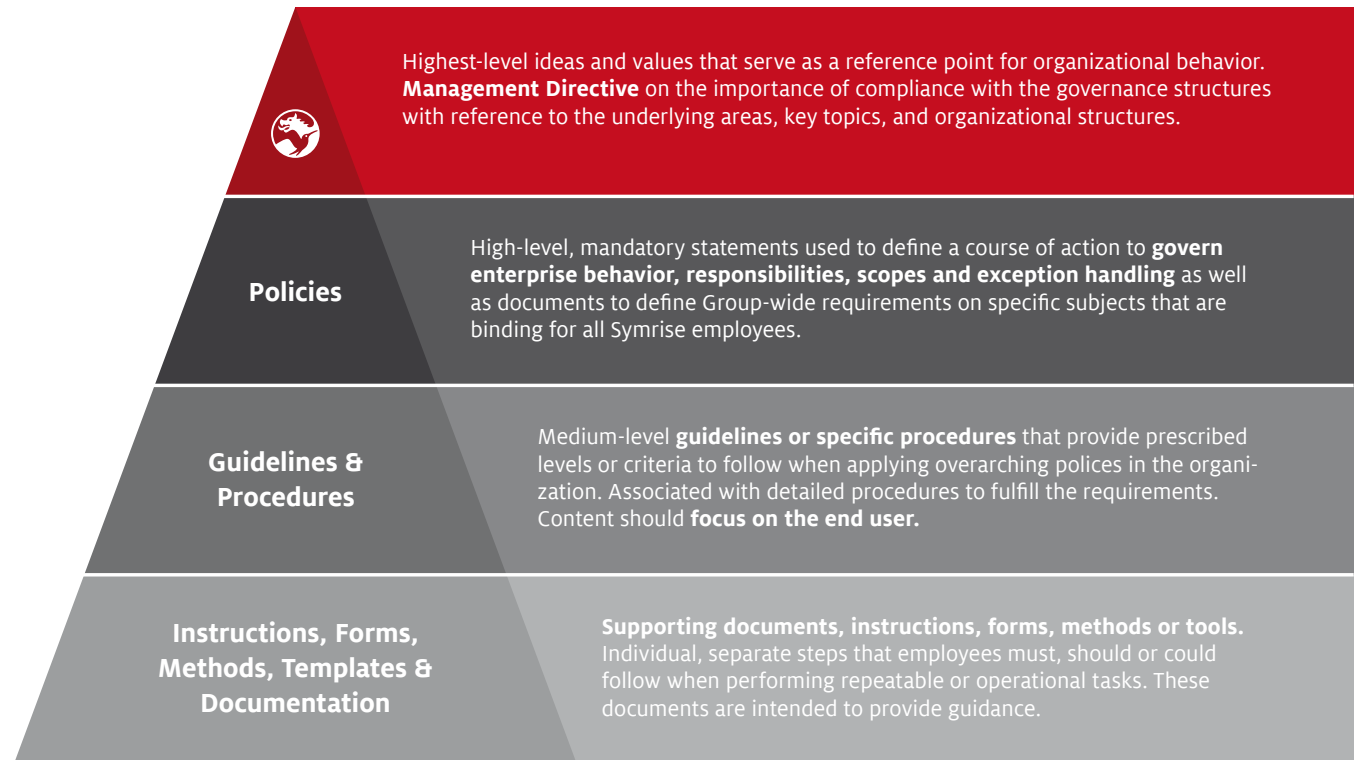 Highest-level ideas and values that serve as a reference point for organizational behavior.
Management Directive on the importance of compliance with the governance structures
with reference to the underlying areas, key topics, and organizational structures.
Policies
High-level, mandatory statements used to define a course of action to govern
enterprise behavior, responsibilities, scopes and exception handling as well
as documents to define Group-wide requirements on specific subjects that are
binding for all Symrise employees.
Guidelines &
Procedures
Medium-level guidelines or specific procedures that provide prescribed
levels or criteria to follow when applying overarching polices in the organi-
zation. Associated with detailed procedures to fulfill the requirements.
Content should focus on the end user.
Instructions, Forms,
Methods, Templates &
Documentation
Supporting documents, instructions, forms, methods or tools.
Individual, separate steps that employees must, should or could
follow when performing repeatable or operational tasks. These
documents are intended to provide guidance.